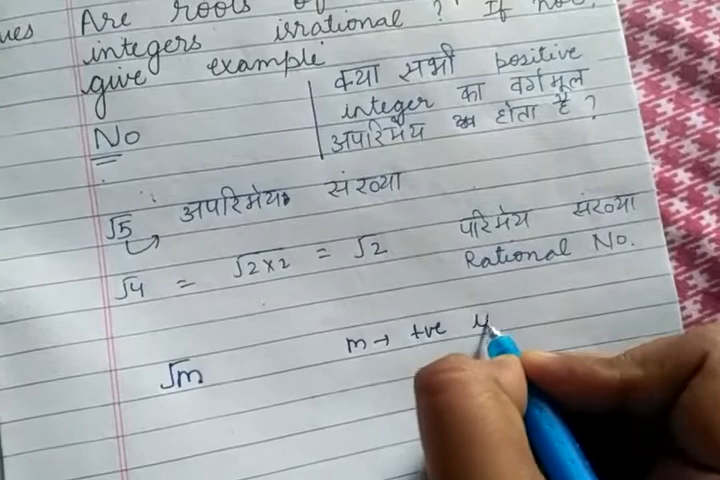 Are roots
integers irrational ? If not,
give example
No
क्या सभी positive
integer का वर्गमूल
अपरिमेय होता है ?
√5 अपरिमेय संख्या
√4 = √2×2 = √2 परिमेय संख्या
Rational No.
√m m → +ve